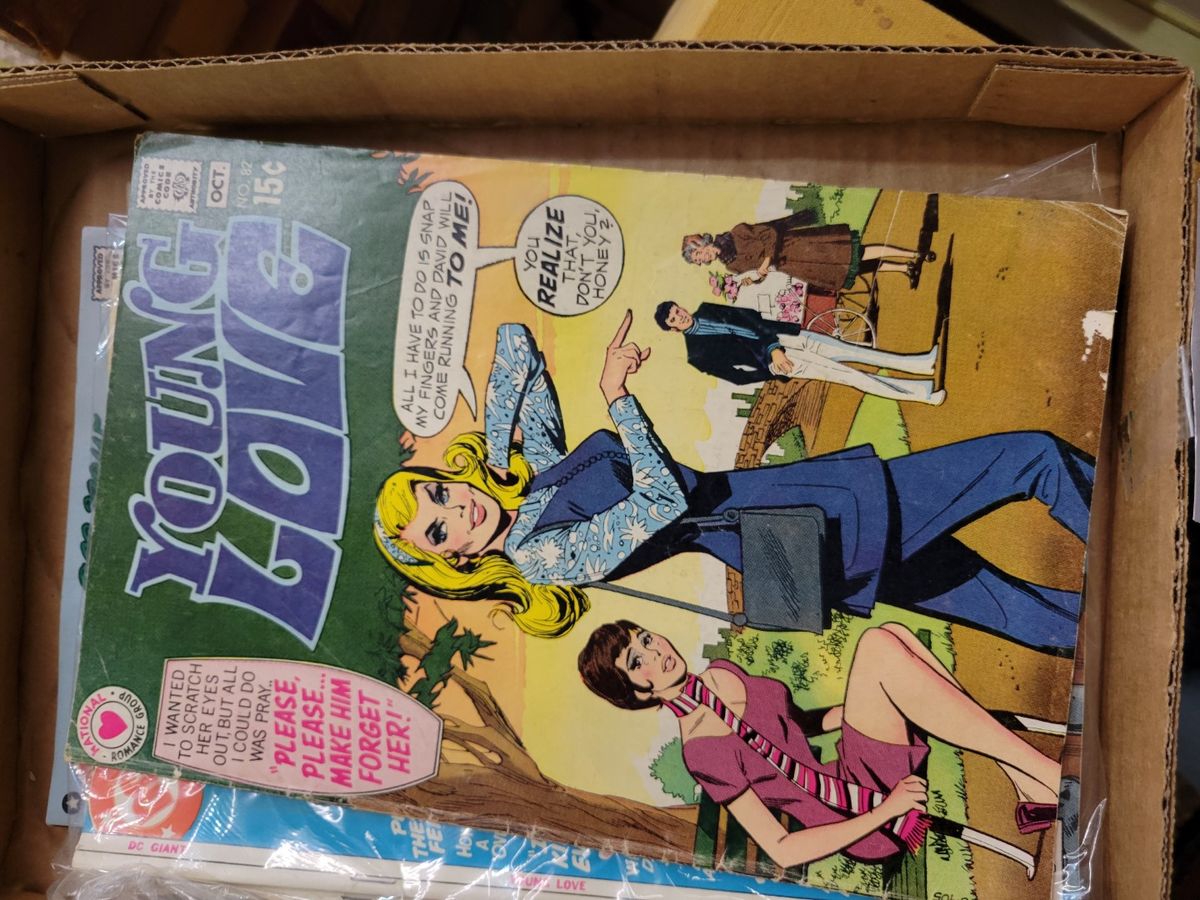 APPROVED
BY THE
COMICS
CODE
AUTHORITY
OCT.
NO. 82
15¢
YOUNG
LOVE
NATIONAL
ROMANCE GROUP
I WANTED
TO SCRATCH
HER EYES
OUT, BUT ALL
I COULD DO
WAS PRAY..
"PLEASE,
PLEASE...
MAKE HIM
FORGET
HER!"
ALL I HAVE TO DO IS SNAP
MY FINGERS AND DAVID WILL
COME RUNNING TO ME!
YOU
REALIZE
THAT,
DON'T YOU,
HONEY?
APPROVED
DC GIANT
YOUNG LOVE